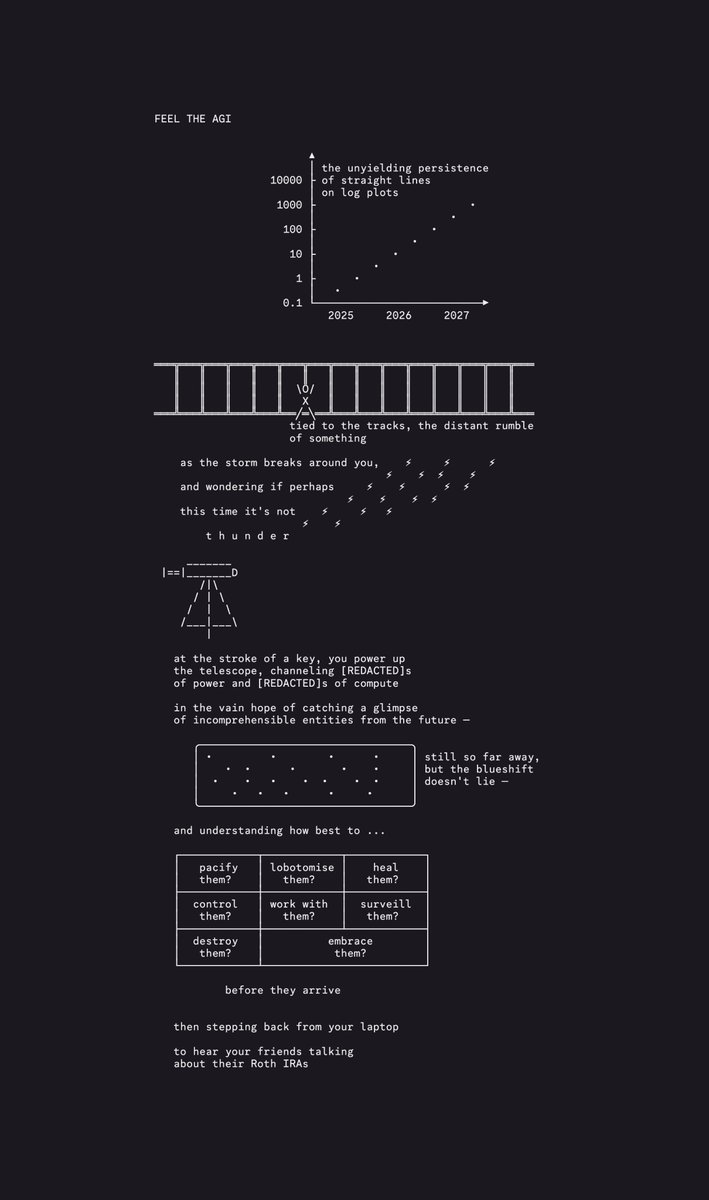 FEEL THE AGI
the unyielding persistence
of straight lines
on log plots
10000
1000
100
10
1
0.1
2025 2026 2027
tied to the tracks, the distant rumble
of something
as the storm breaks around you,
and wondering if perhaps
this time it's not
t h u n d e r
at the stroke of a key, you power up
the telescope, channeling [REDACTED]s
of power and [REDACTED]s of compute
in the vain hope of catching a glimpse
of incomprehensible entities from the future —
still so far away,
but the blueshift
doesn't lie —
and understanding how best to ...
pacify
them?
lobotomise
them?
heal
them?
control
them?
work with
them?
surveill
them?
destroy
them?
embrace
them?
before they arrive
then stepping back from your laptop
to hear your friends talking
about their Roth IRAs